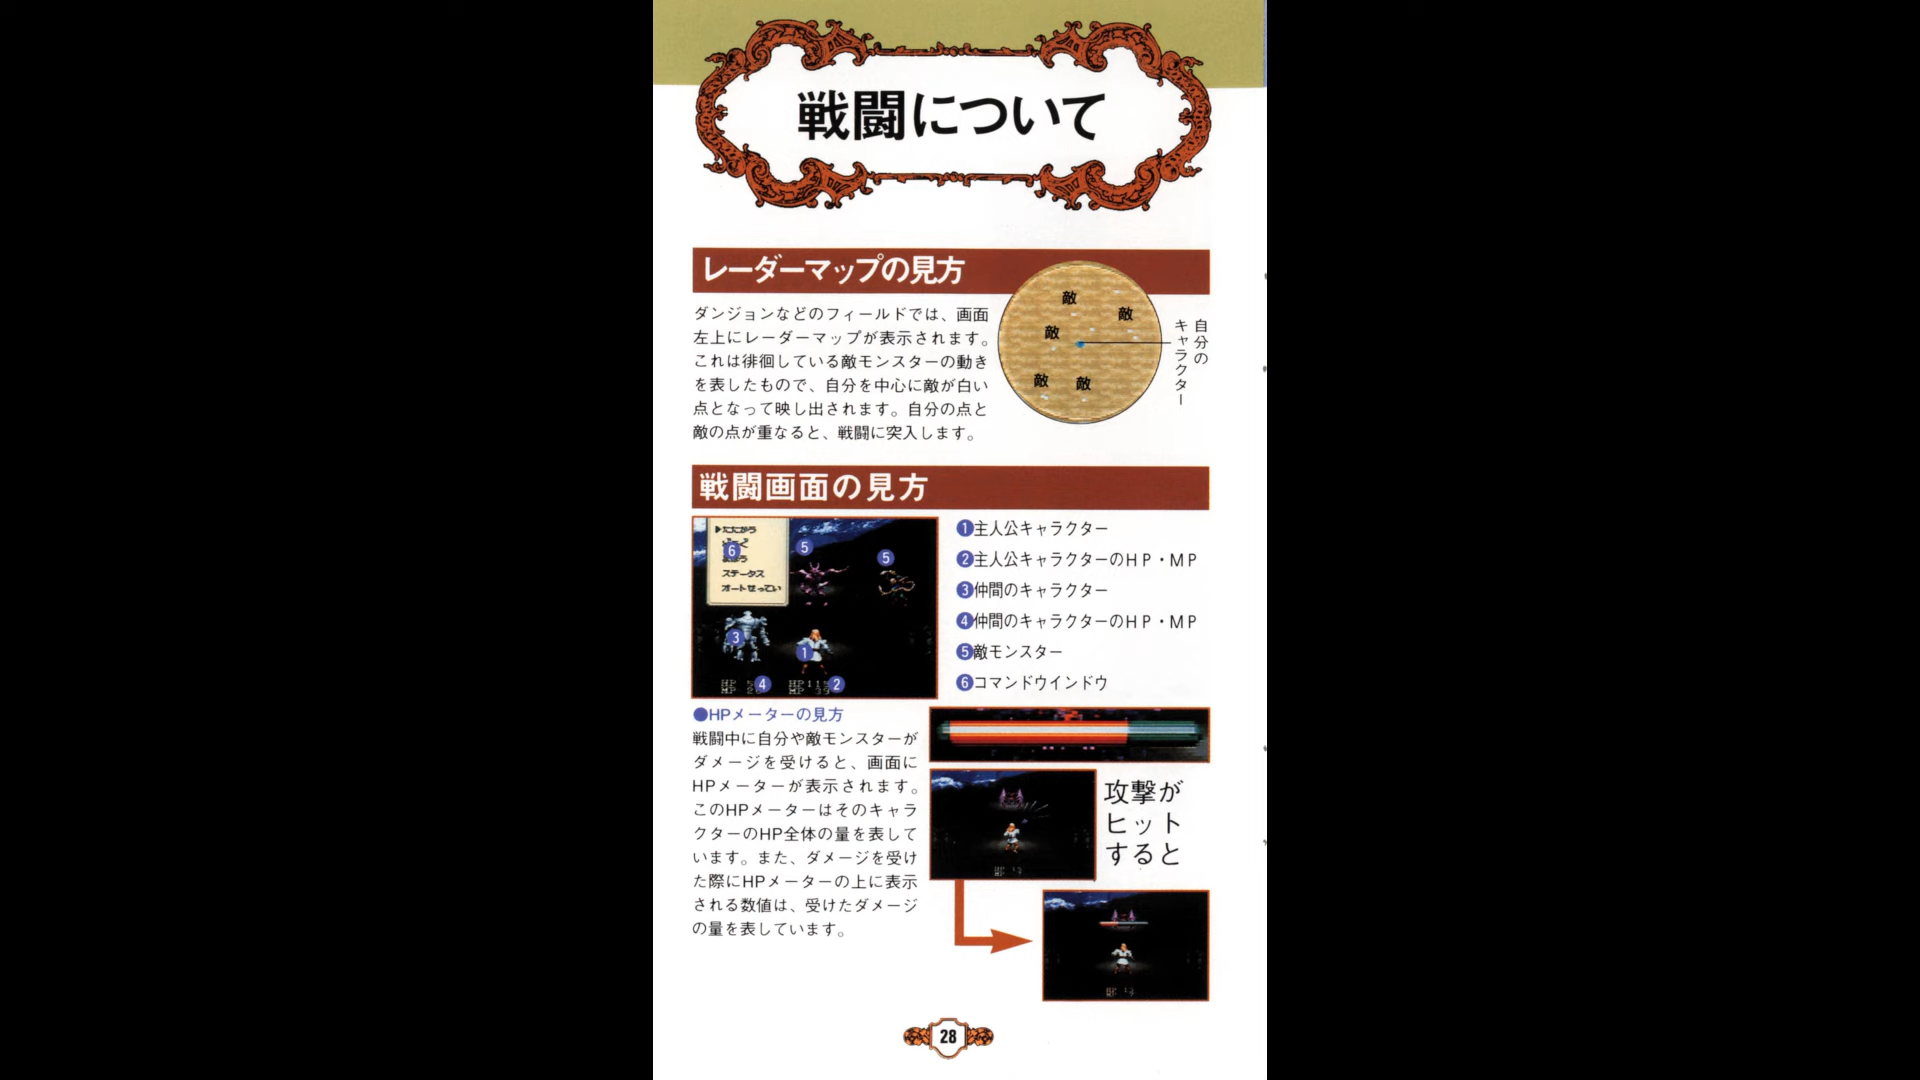 戦闘について
レーダーマップの見方
ダンジョンなどのフィールドでは、画面
左上にレーダーマップが表示されます。
これは徘徊している敵モンスターの動き
を表したもので、自分を中心に敵が白い
点となって映し出されます。自分の点と
敵の点が重なると、戦闘に突入します。
敵
敵
敵
敵
敵
自分の
キャラクター
戦闘画面の見方
▶たたかう
ステータス
オートせってい
6
5
5
3
1
4
2
❶主人公キャラクター
❷主人公キャラクターのHP・MP
❸仲間のキャラクター
❹仲間のキャラクターのHP・MP
❺敵モンスター
❻コマンドウインドウ
●HPメーターの見方
戦闘中に自分や敵モンスターが
ダメージを受けると、画面に
HPメーターが表示されます。
このHPメーターはそのキャラ
クターのHP全体の量を表して
います。また、ダメージを受け
た際にHPメーターの上に表示
される数値は、受けたダメージ
の量を表しています。
攻撃が
ヒット
すると
28